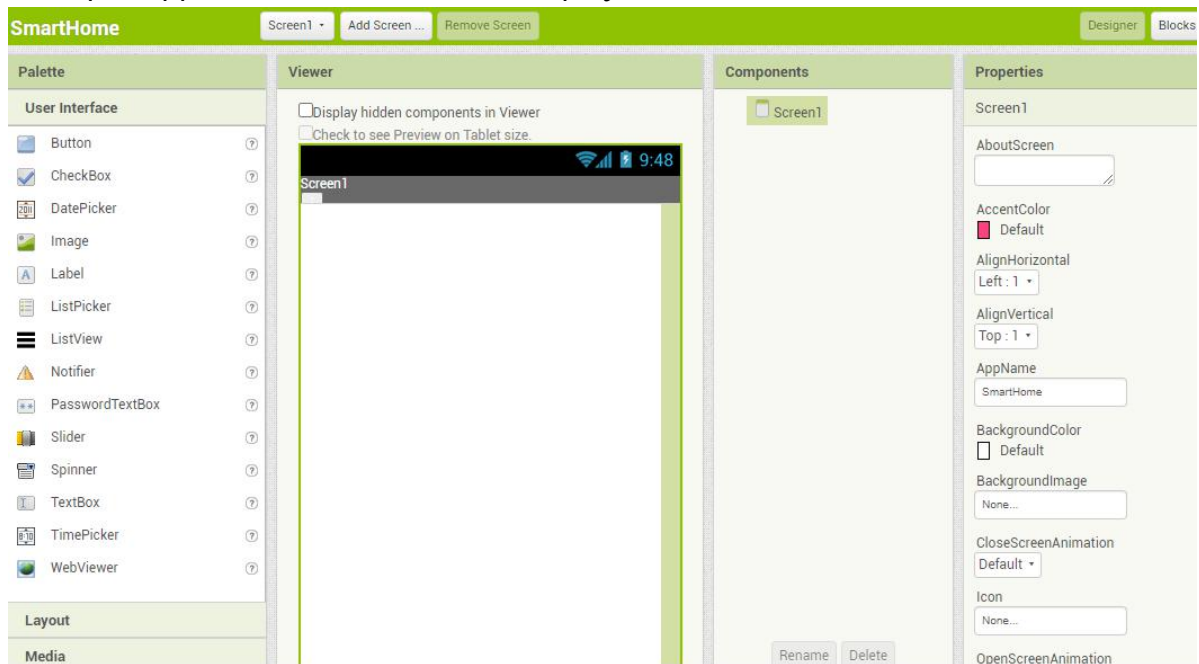 SmartHome
Screen1
Add Screen ...
Remove Screen
Designer
Blocks
Palette
User Interface
Button
CheckBox
DatePicker
Image
Label
ListPicker
ListView
Notifier
PasswordTextBox
Slider
Spinner
TextBox
TimePicker
WebViewer
Layout
Media
Viewer
Display hidden components in Viewer
Check to see Preview on Tablet size.
9:48
Screen1
Components
Screen1
Rename
Delete
Properties
Screen1
AboutScreen
AccentColor
Default
AlignHorizontal
Left : 1
AlignVertical
Top : 1
AppName
SmartHome
BackgroundColor
Default
BackgroundImage
None...
CloseScreenAnimation
Default
Icon
None...
OpenScreenAnimation